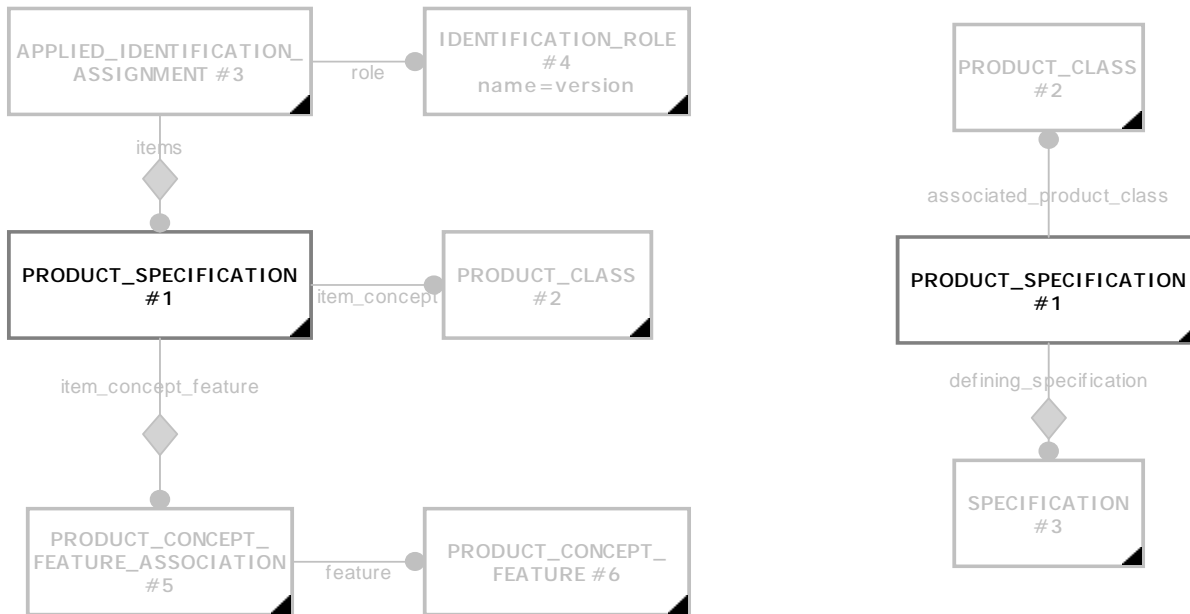 APPLIED_IDENTIFICATION_
ASSIGNMENT #3
role
IDENTIFICATION_ROLE
#4
name=version
items
PRODUCT_SPECIFICATION
#1
item_concept
PRODUCT_CLASS
#2
item_concept_feature
PRODUCT_CONCEPT_
FEATURE_ASSOCIATION
#5
feature
PRODUCT_CONCEPT_
FEATURE #6
PRODUCT_CLASS
#2
associated_product_class
PRODUCT_SPECIFICATION
#1
defining_specification
SPECIFICATION
#3